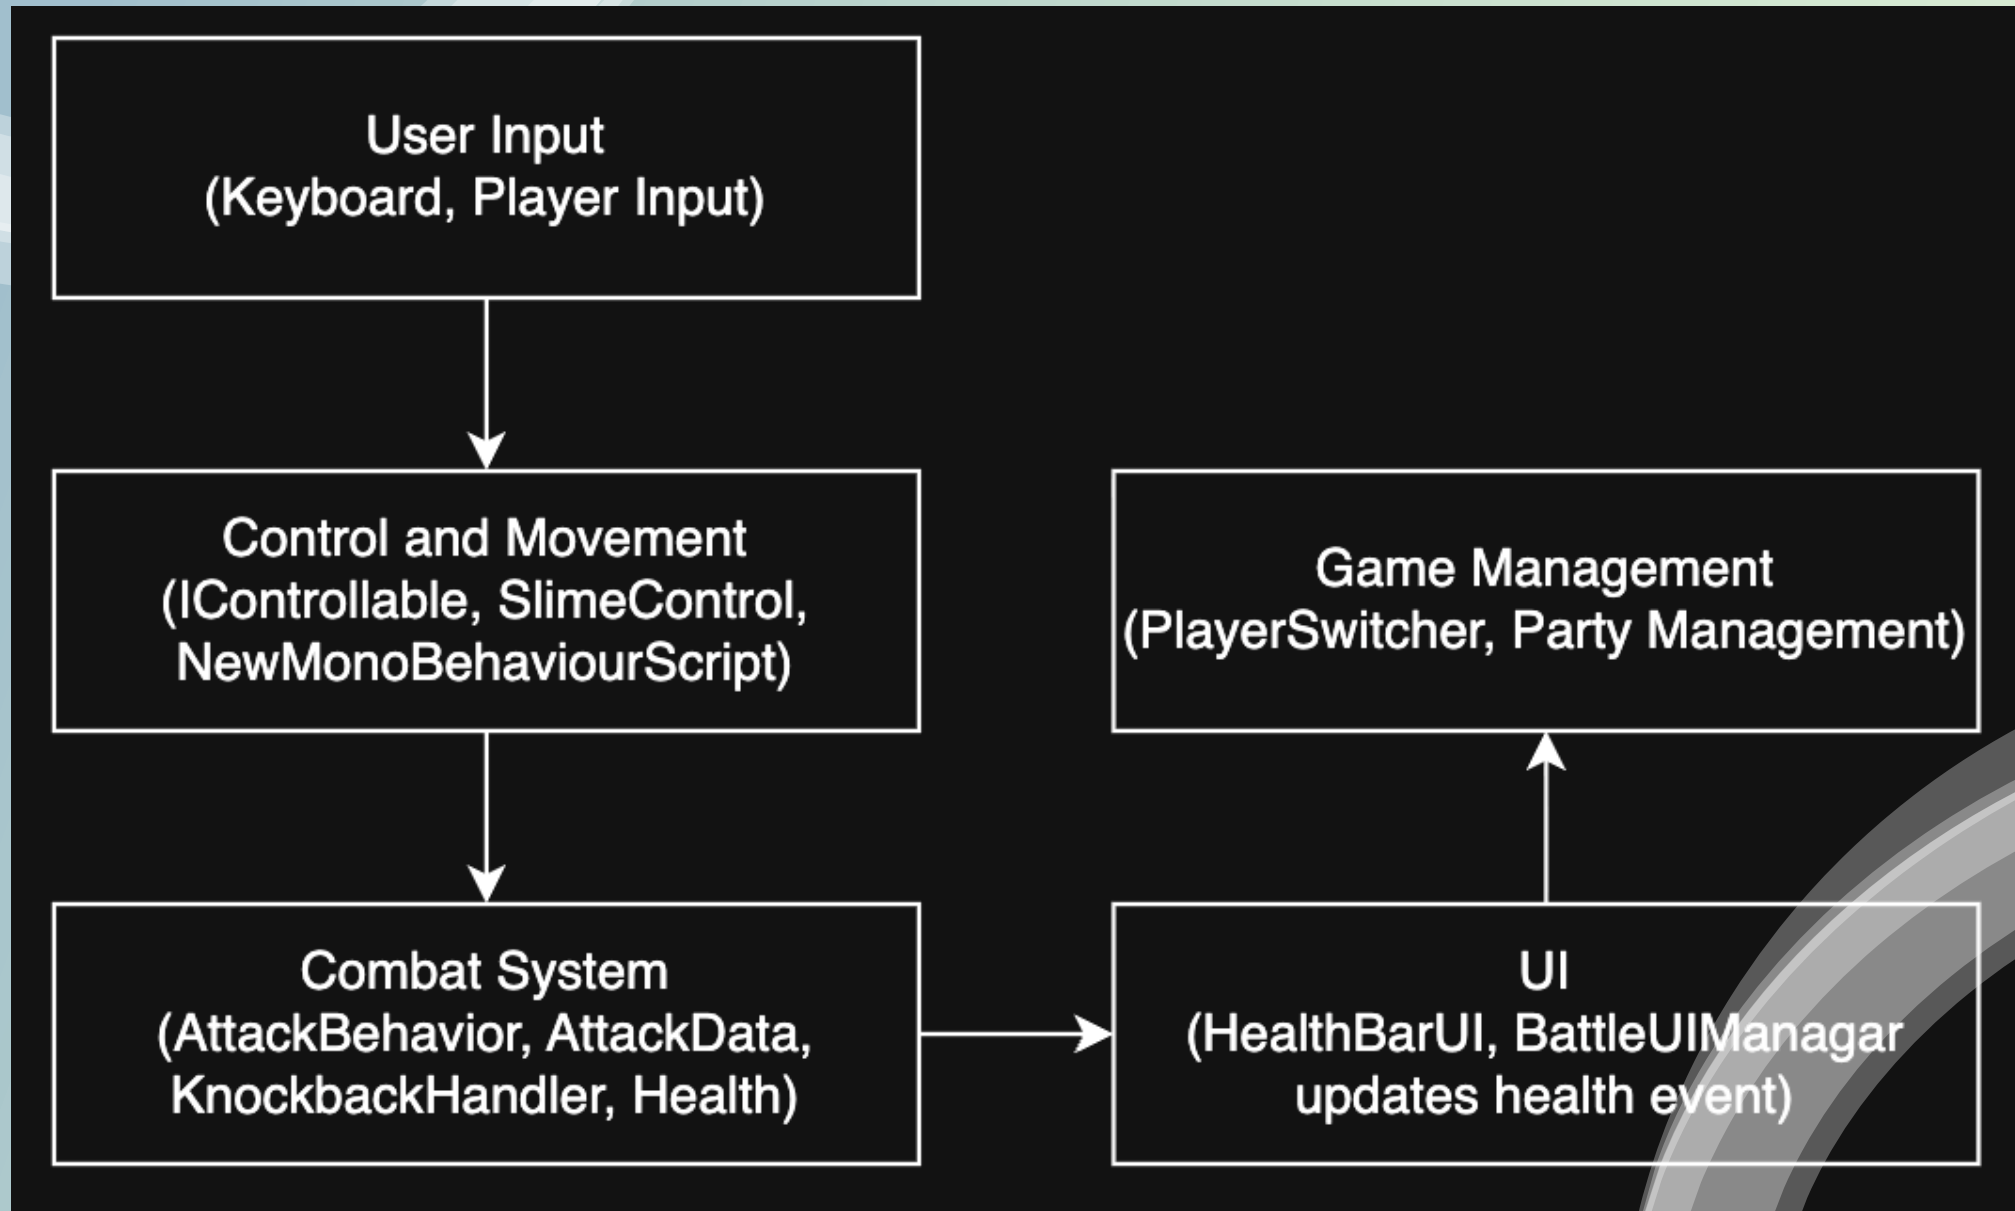 User Input
(Keyboard, Player Input)
Control and Movement
(IControllable, SlimeControl,
NewMonoBehaviourScript)
Combat System
(AttackBehavior, AttackData,
KnockbackHandler, Health)
UI
(HealthBarUI, BattleUIManagar
updates health event)
Game Management
(PlayerSwitcher, Party Management)